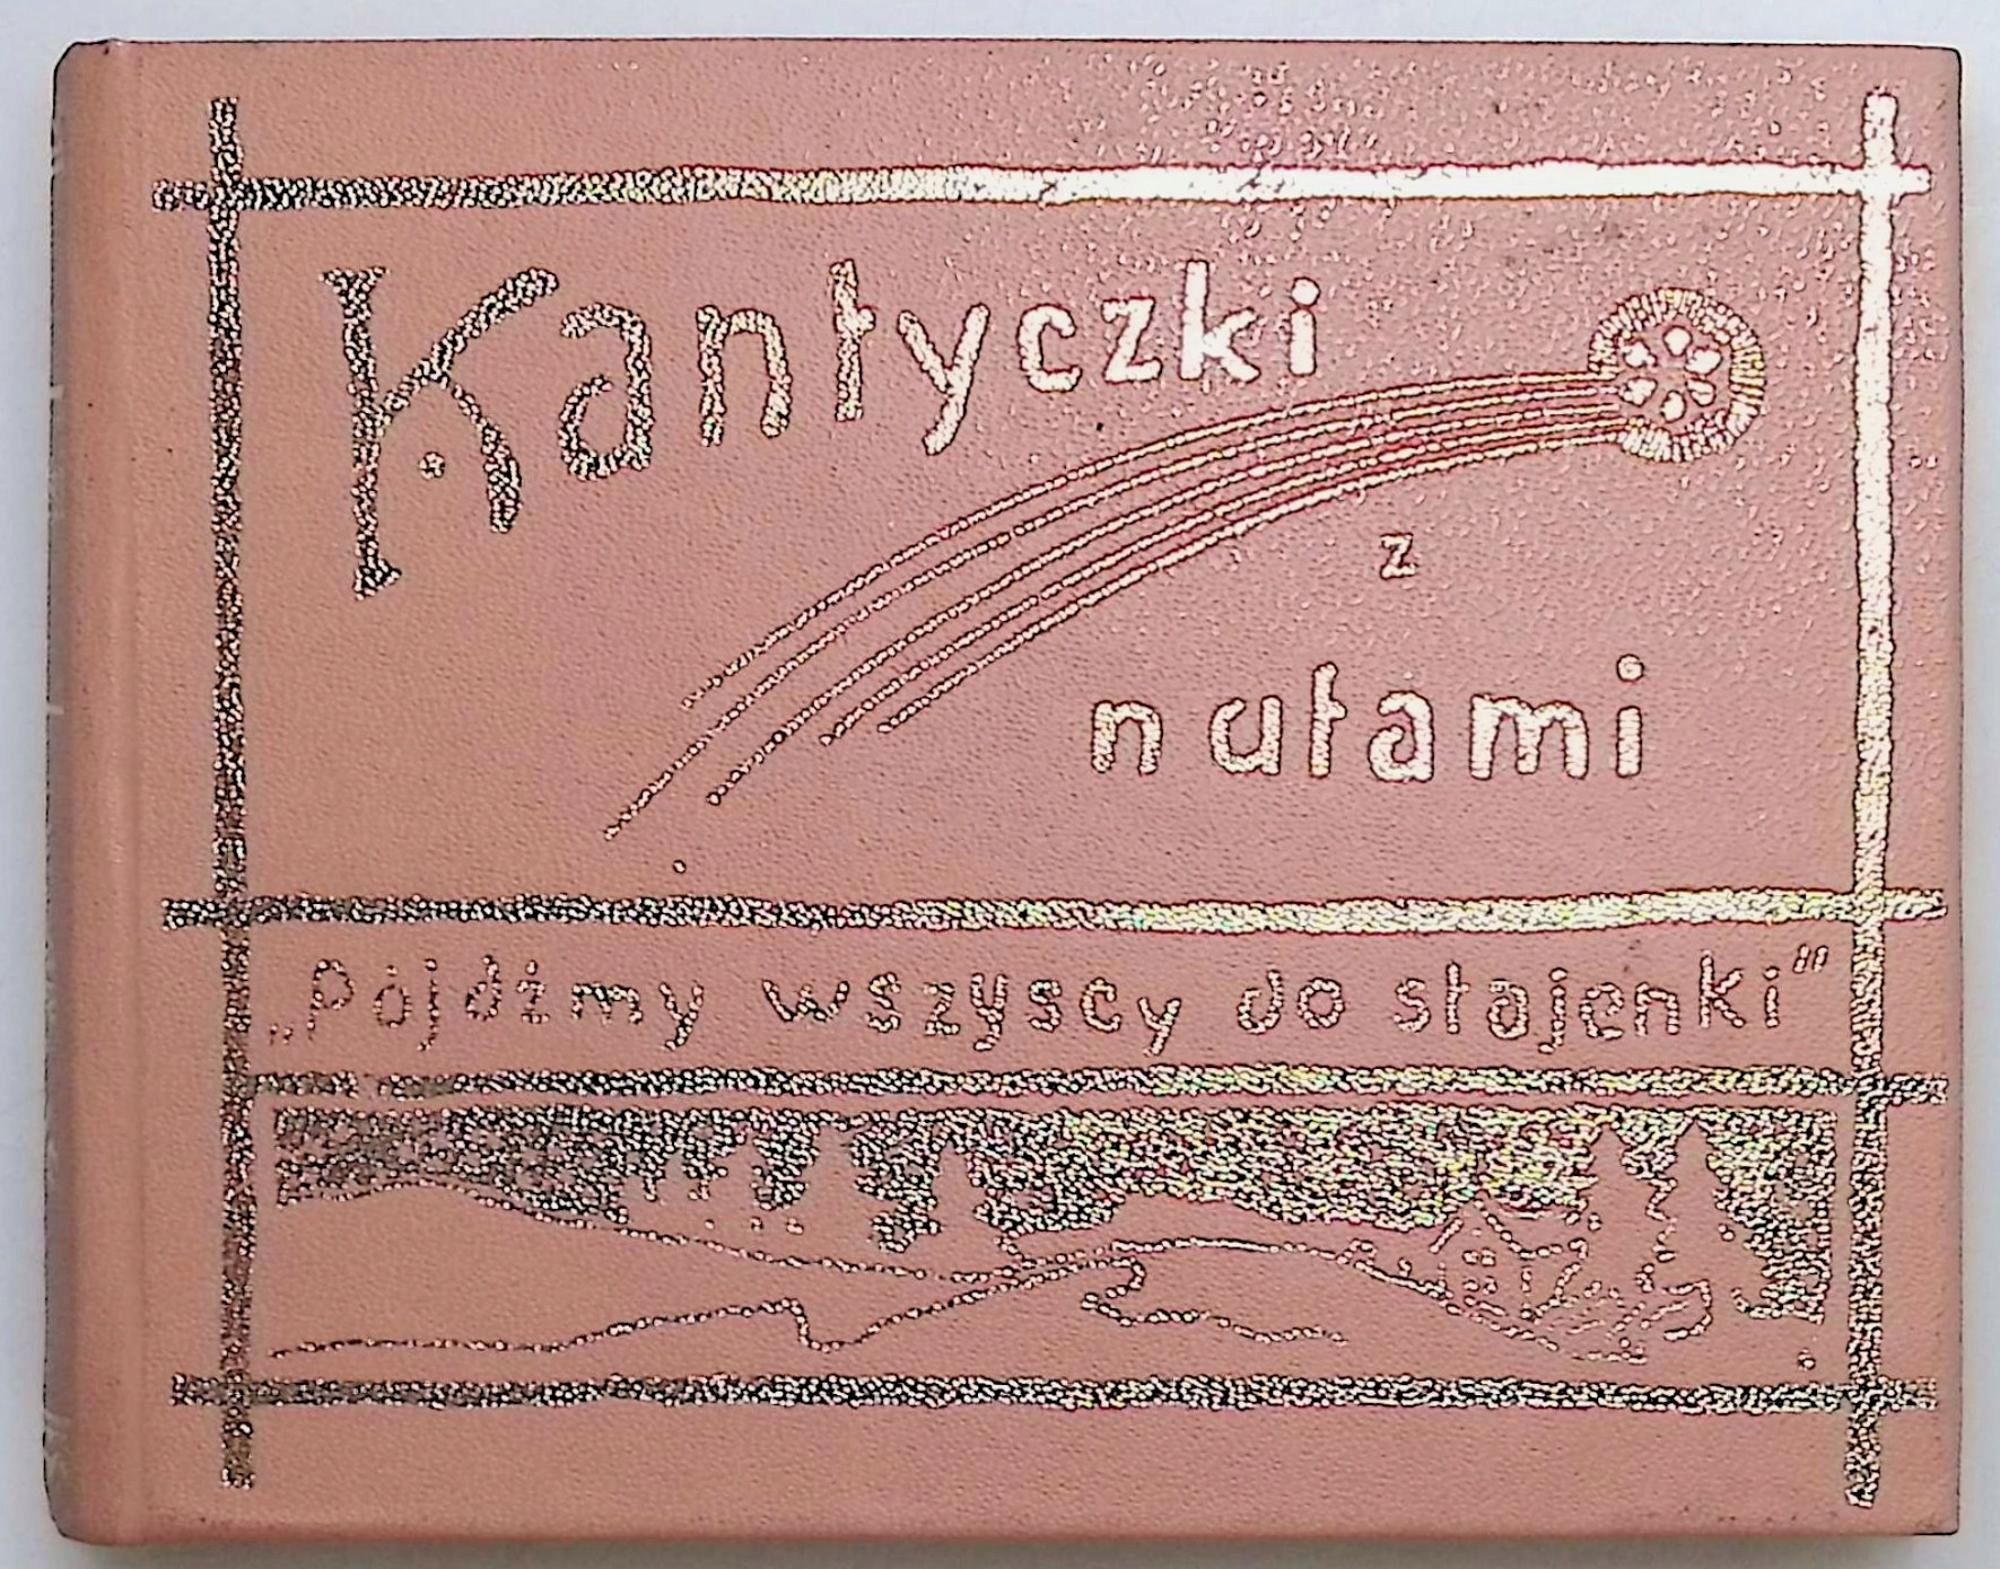 Kantyczki
z
nutami
„Pójdźmy wszyscy do stajenki"